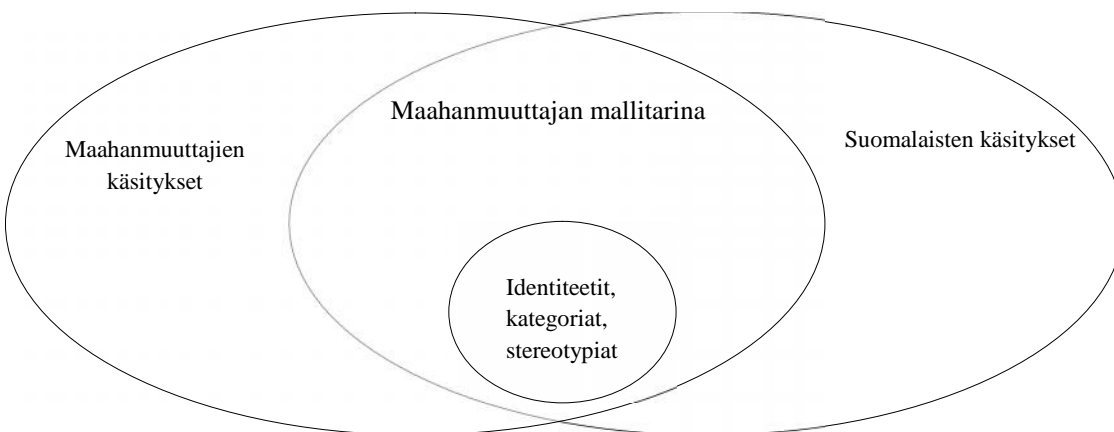 Maahanmuuttajien
käsitykset
Maahanmuuttajan mallitarina
Suomalaisten käsitykset
Identiteetit,
kategoriat,
stereotypiat